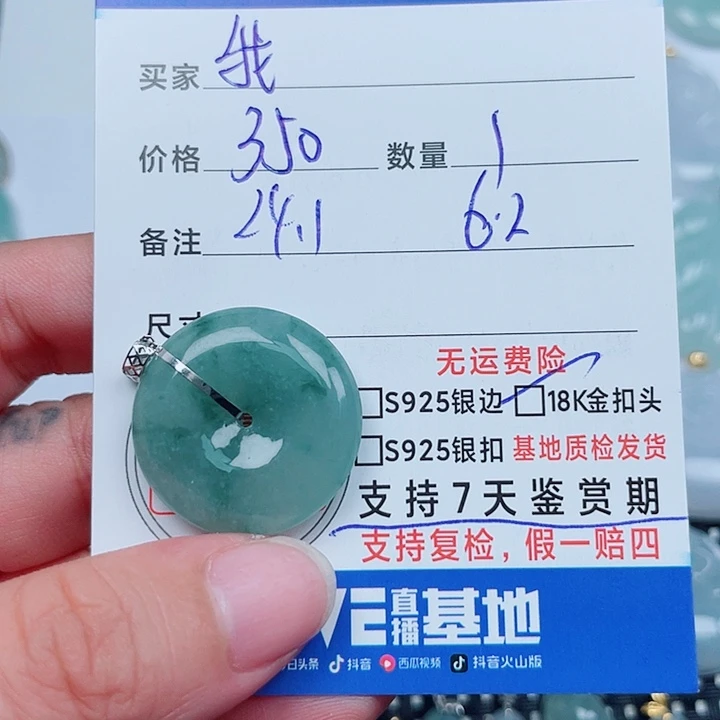 买家
价格 350 数量 1
备注 24.1 6.2
尺寸
无运费险
S925银边 18K金扣头
S925银扣 基地质检发货
支持7天鉴赏期
支持复检,假一赔四
直播基地
日头条 抖音 西瓜视频 抖音火山版